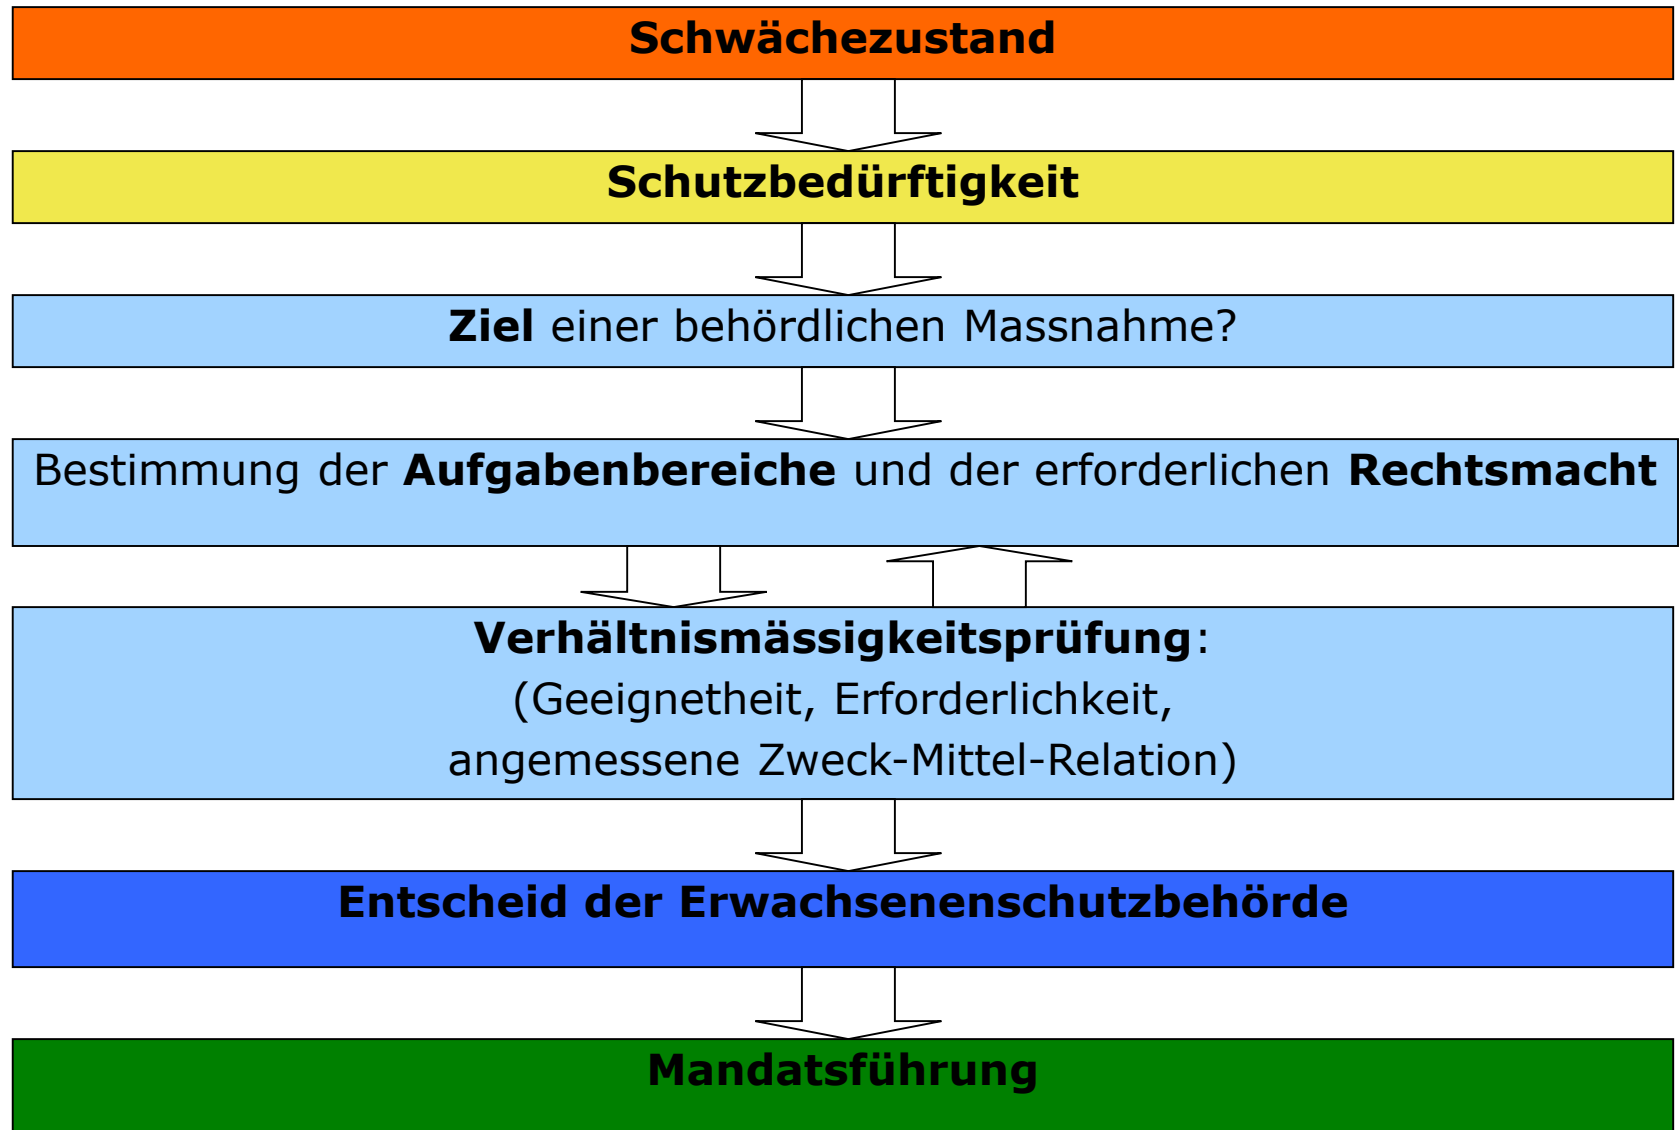 Schwächezustand
Schutzbedürftigkeit
Ziel einer behördlichen Massnahme?
Bestimmung der Aufgabenbereiche und der erforderlichen Rechtsmacht
Verhältnismässigkeitsprüfung:
(Geeignetheit, Erforderlichkeit,
angemessene Zweck-Mittel-Relation)
Entscheid der Erwachsenenschutzbehörde
Mandatsführung